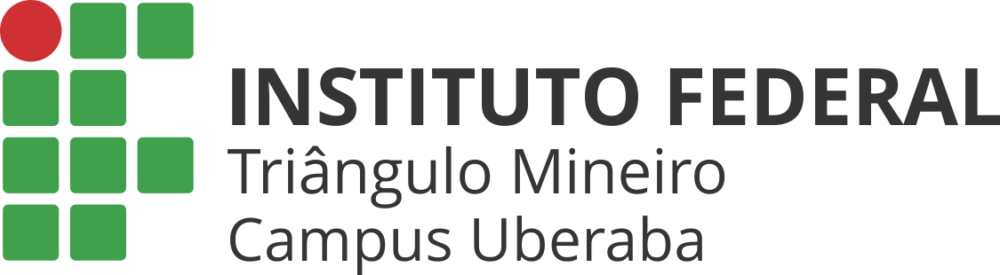 INSTITUTO FEDERAL
Triângulo Mineiro
Campus Uberaba